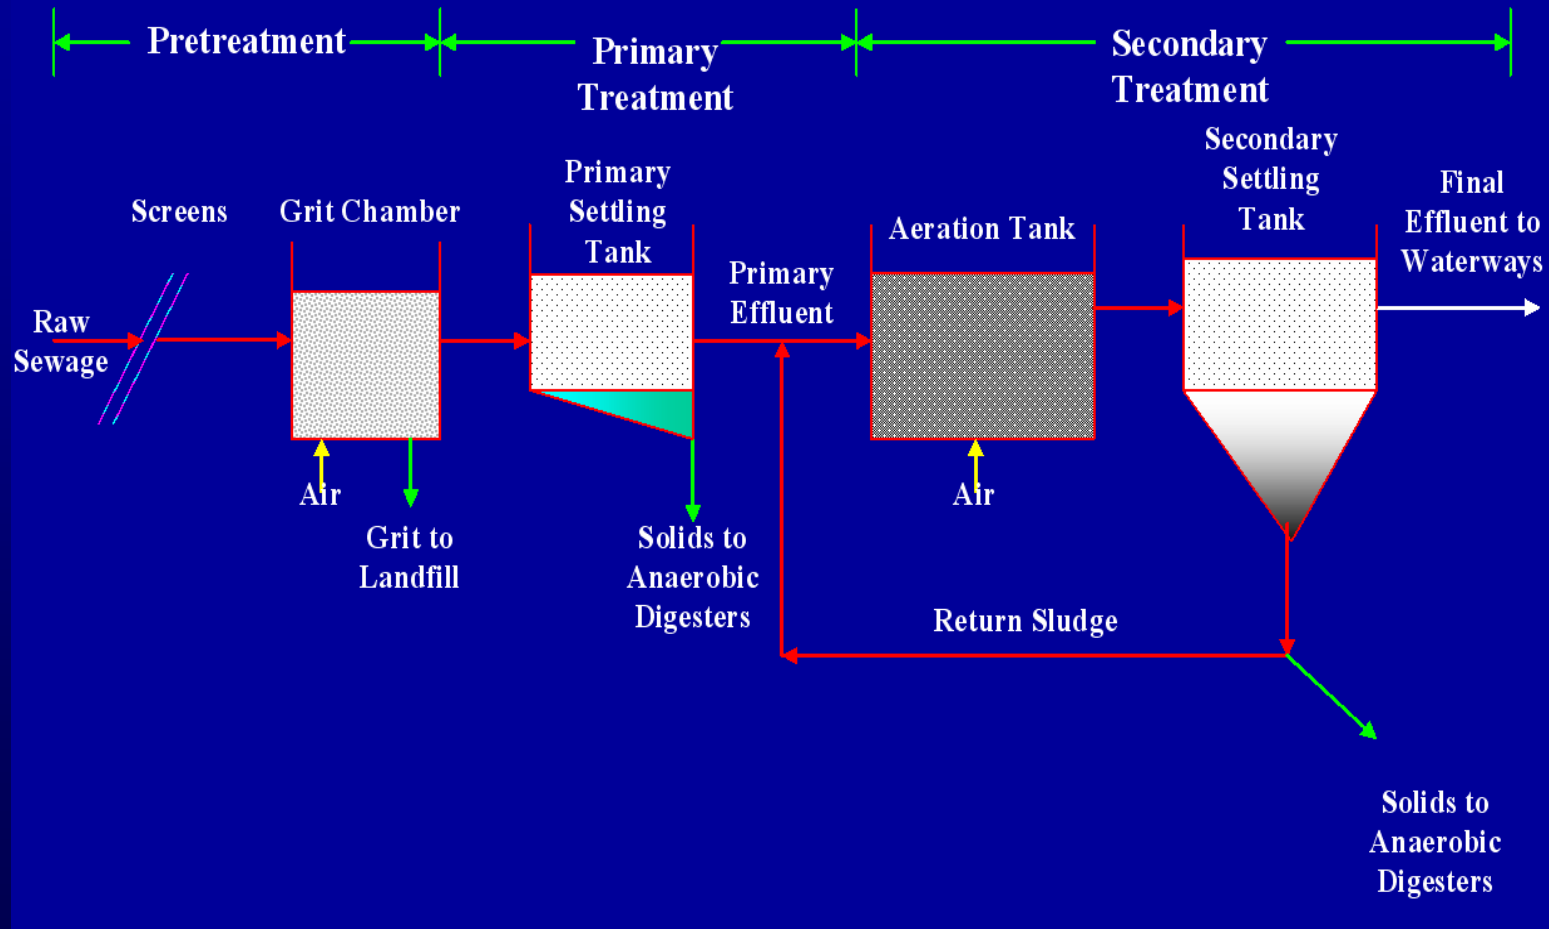 Pretreatment
Primary
Treatment
Secondary
Treatment
Screens
Grit Chamber
Primary
Settling
Tank
Primary
Effluent
Aeration Tank
Secondary
Settling
Tank
Final
Effluent to
Waterways
Raw
Sewage
Air
Grit to
Landfill
Solids to
Anaerobic
Digesters
Air
Return Sludge
Solids to
Anaerobic
Digesters